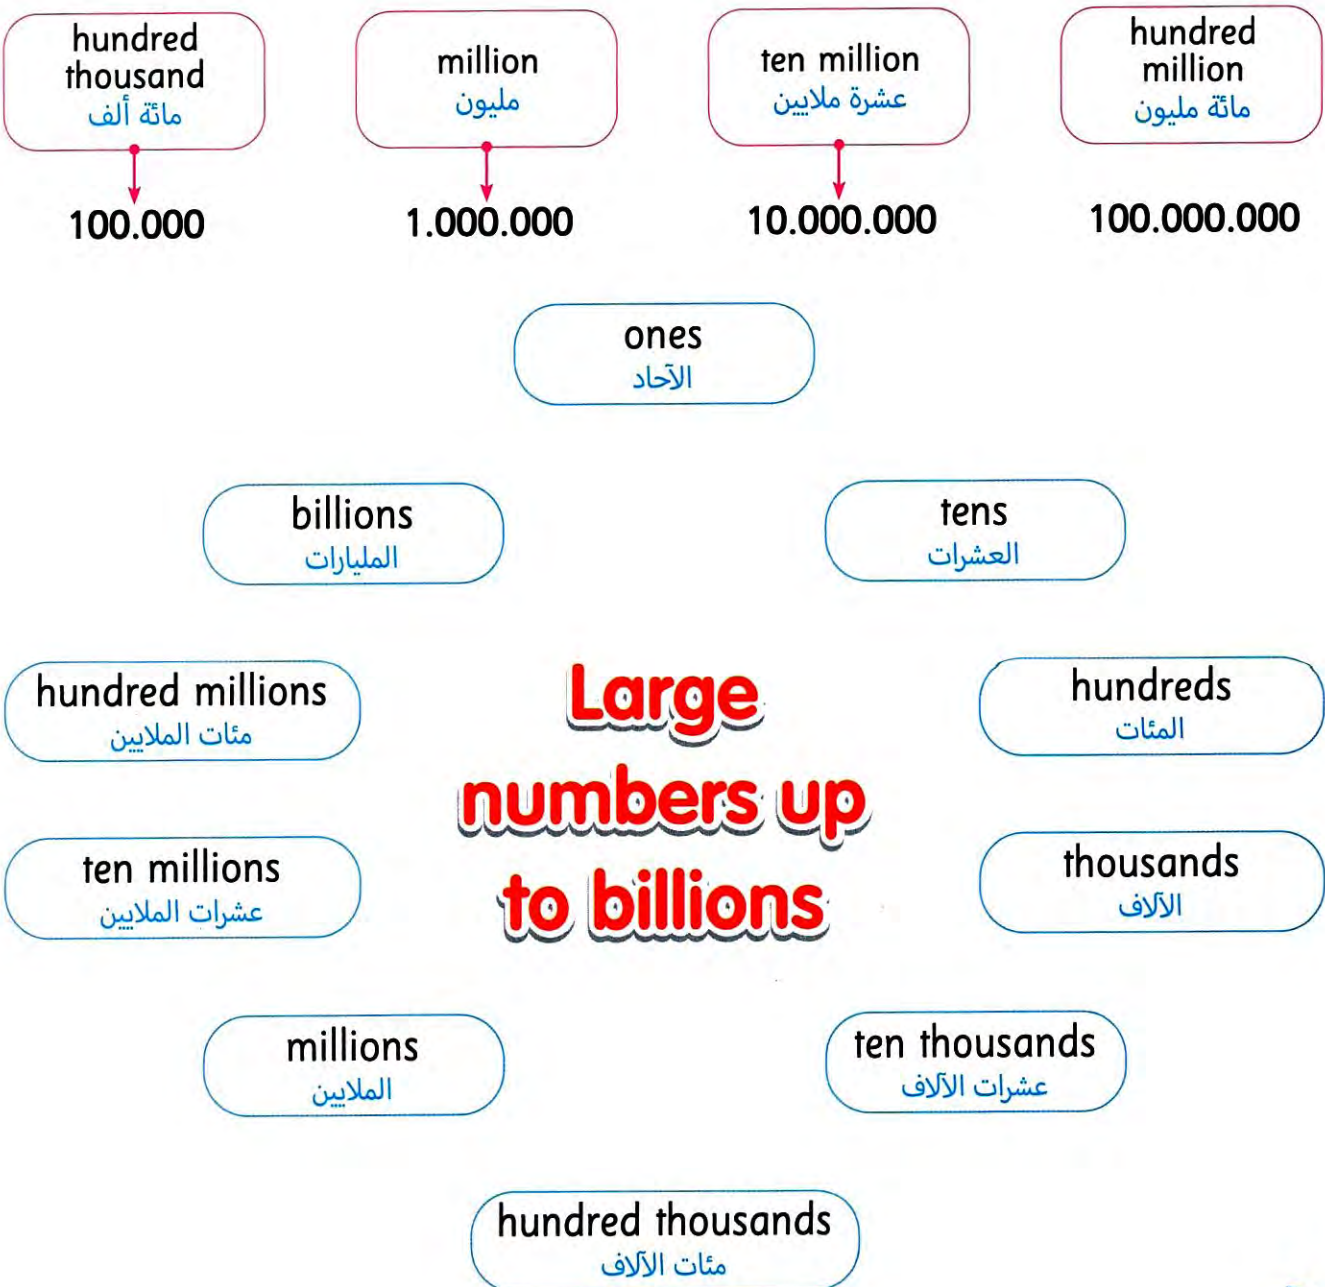 hundred
thousand
مائة ألف
million
مليون
ten million
عشرة ملايين
hundred
million
مائة مليون
100.000
1.000.000
10.000.000
100.000.000
ones
الآحاد
billions
المليارات
tens
العشرات
hundred millions
مئات الملايين
Large
numbers up
to billions
hundreds
المئات
ten millions
عشرات الملايين
thousands
الآلاف
millions
الملايين
ten thousands
عشرات الآلاف
hundred thousands
مئات الآلاف